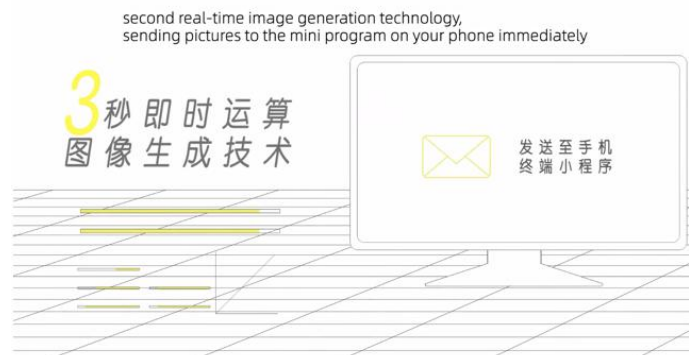 second real-time image generation technology,
sending pictures to the mini program on your phone immediately
3秒即时运算
图像生成技术
发送至手机
终端小程序